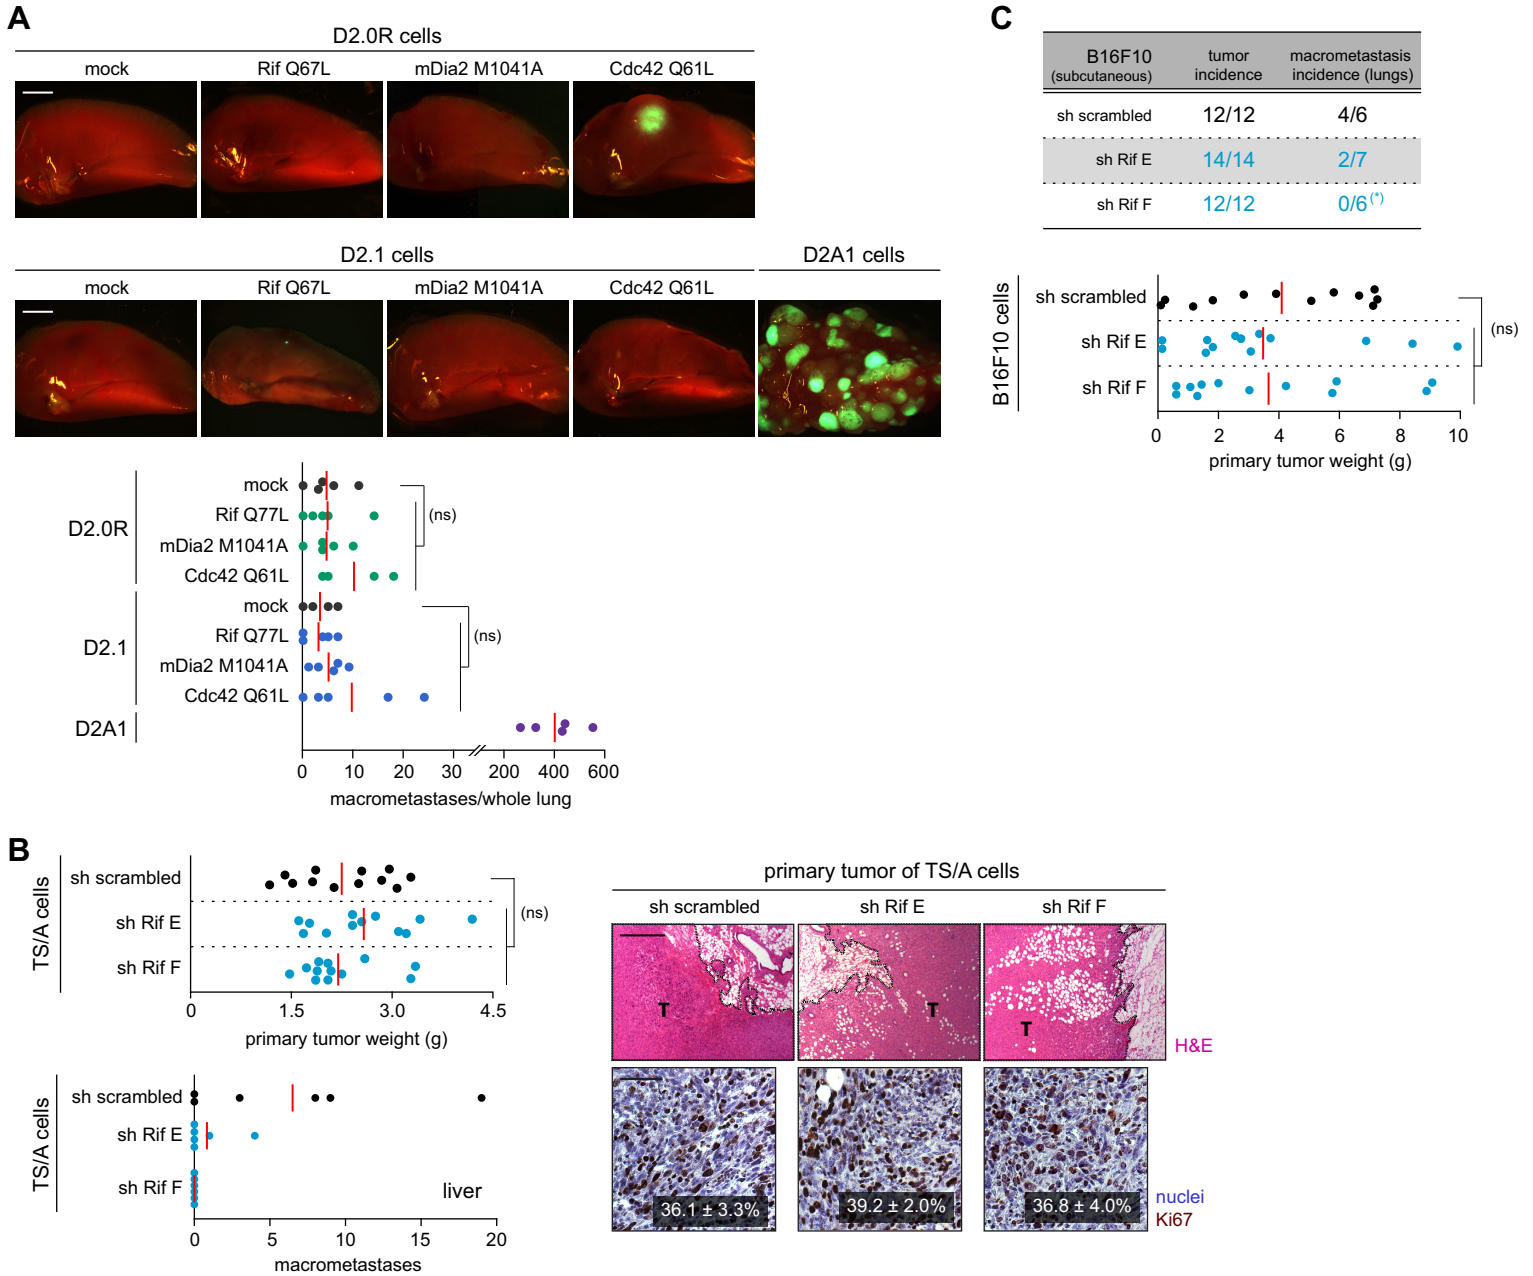 A
D2.0R cells
mock
Rif Q67L
mDia2 M1041A
Cdc42 Q61L
D2.1 cells
D2A1 cells
mock
Rif Q67L
mDia2 M1041A
Cdc42 Q61L
D2.0R
mock
Rif Q77L
mDia2 M1041A
Cdc42 Q61L
(ns)
D2.1
mock
Rif Q77L
mDia2 M1041A
Cdc42 Q61L
(ns)
D2A1
0 10 20 30 200 400 600
macrometastases/whole lung
B
TS/A cells
sh scrambled
sh Rif E
sh Rif F
(ns)
0 1.5 3.0 4.5
primary tumor weight (g)
TS/A cells
sh scrambled
sh Rif E
sh Rif F
liver
0 5 10 15 20
macrometastases
primary tumor of TS/A cells
sh scrambled
sh Rif E
sh Rif F
T
T
T
H&E
36.1 ± 3.3%
39.2 ± 2.0%
36.8 ± 4.0%
nuclei
Ki67
C
B16F10 tumor macrometastasis
(subcutaneous) incidence incidence (lungs)
sh scrambled 12/12 4/6
sh Rif E 14/14 2/7
sh Rif F 12/12 0/6 (*)
B16F10 cells
sh scrambled
sh Rif E
sh Rif F
(ns)
0 2 4 6 8 10
primary tumor weight (g)